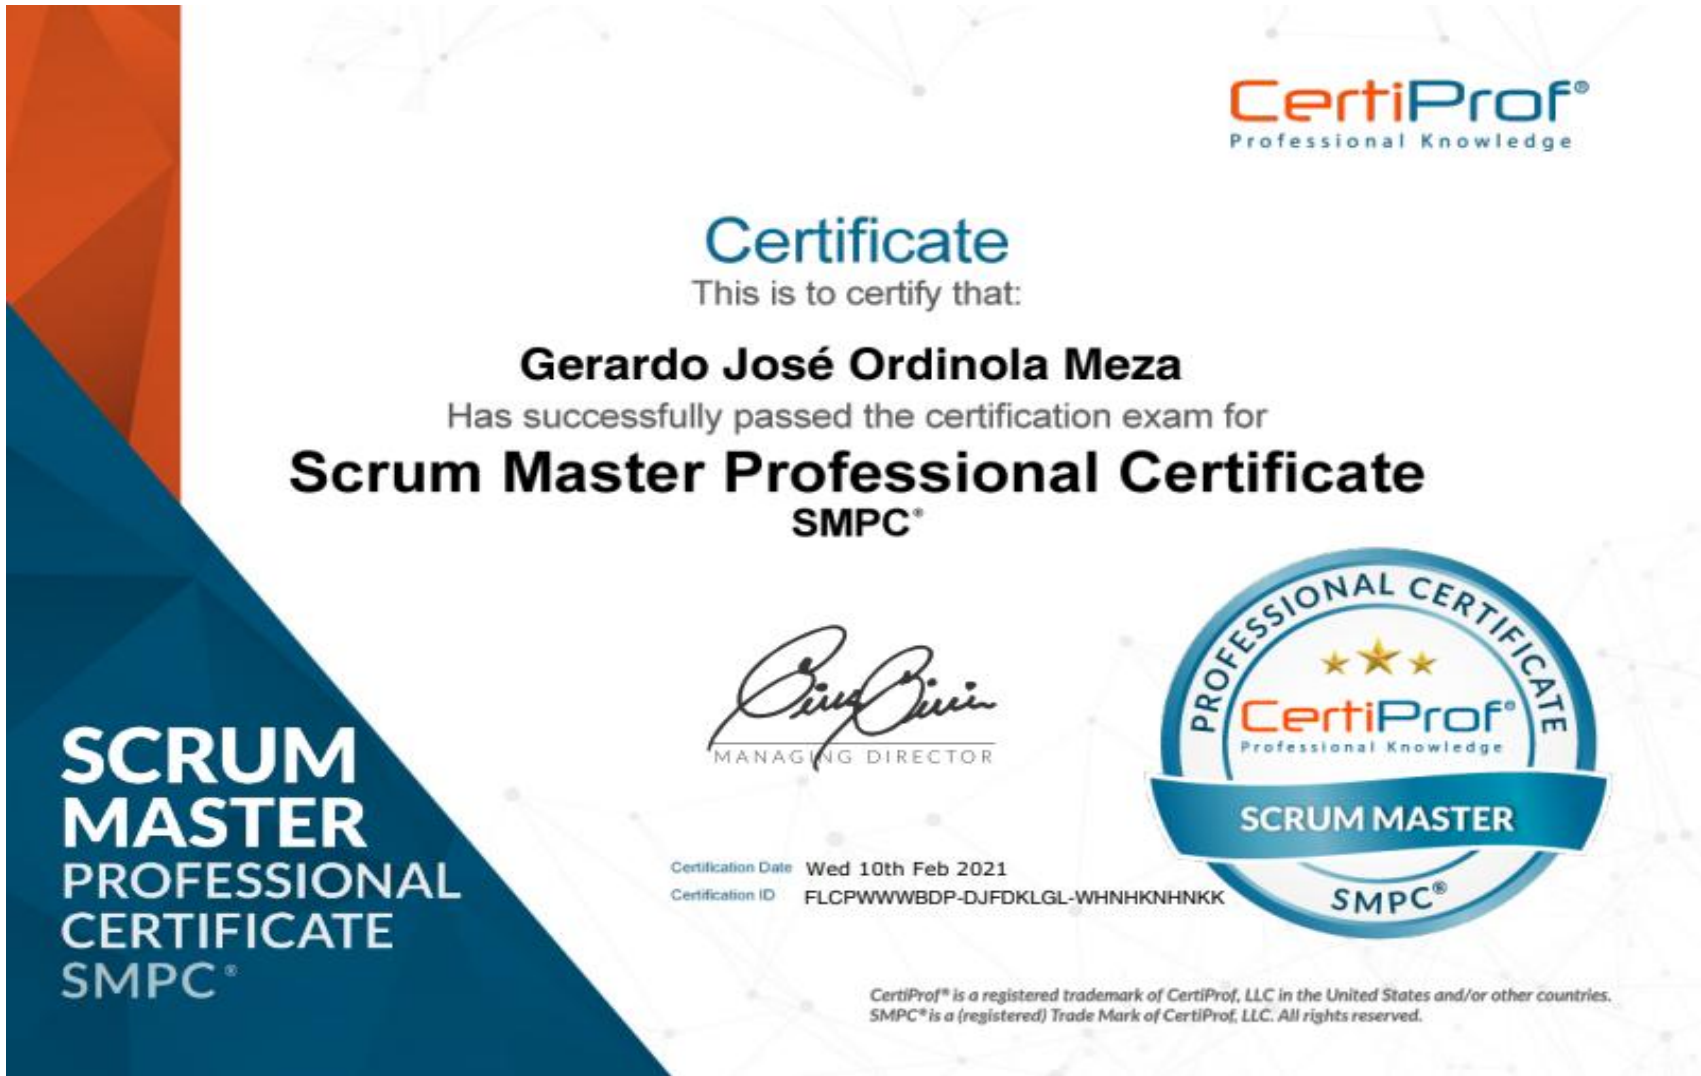 CertiProf®
Professional Knowledge
Certificate
This is to certify that:
Gerardo José Ordinola Meza
Has successfully passed the certification exam for
Scrum Master Professional Certificate
SMPC®
MANAGING DIRECTOR
Certification Date Wed 10th Feb 2021
Certification ID FLCPWWWBDP-DJFDKLGL-WHNHKNHNKK
PROFESSIONAL CERTIFICATE
CertiProf®
Professional Knowledge
SCRUM MASTER
SMPC®
SCRUM
MASTER
PROFESSIONAL
CERTIFICATE
SMPC®
CertiProf® is a registered trademark of CertiProf, LLC in the United States and/or other countries.
SMPC® is a (registered) Trade Mark of CertiProf, LLC. All rights reserved.